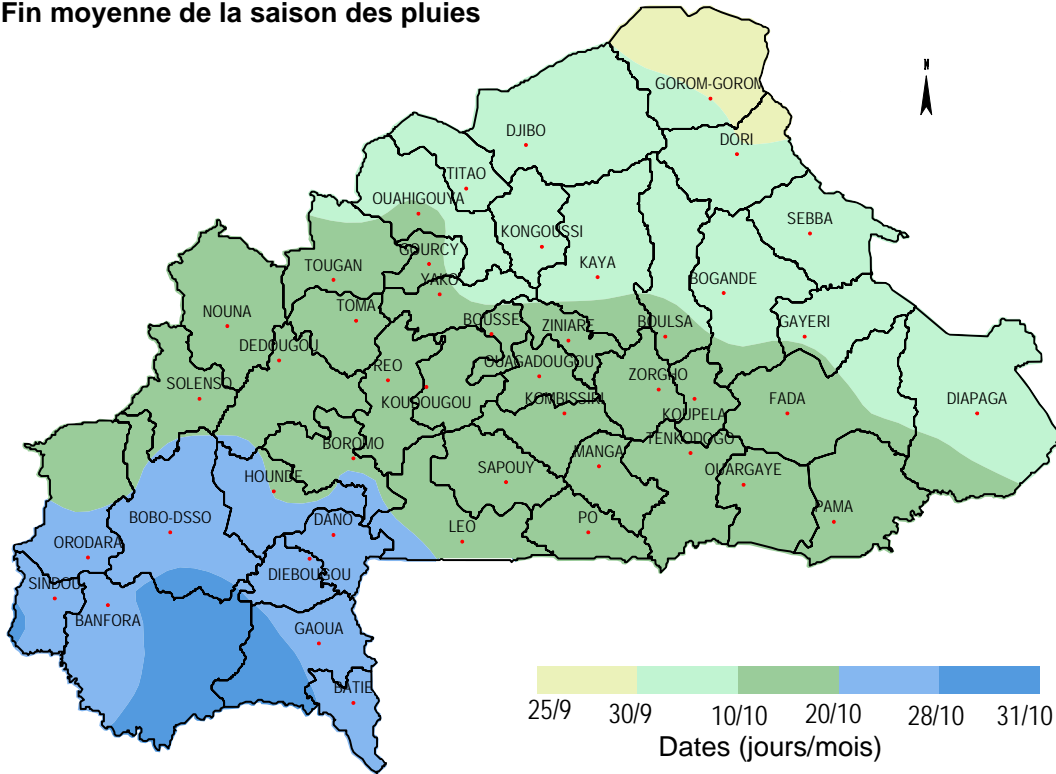 Fin moyenne de la saison des pluies
N
GOROM-GOROM
DJIBO
DORI
TITAO
OUAHIGOUYA
SEBBA
KONGOUSSI
GOURCY
KAYA
TOUGAN
BOGANDE
YAKO
TOMA
NOUNA
BOUSSE
ZINIARE
BOULSA
GAYERI
DEDOUGOU
OUAGADOUGOU
REO
SOLENSO
ZORGHO
KOUDOUGOU
KOMBISSIRI
FADA
DIAPAGA
KOUPELA
TENKODOGO
BOROMO
MANGA
SAPOUY
OUARGAYE
HOUNDE
PAMA
BOBO-DSSO
DANO
LEO
PO
ORODARA
DIEBOUGOU
SINDOU
BANFORA
GAOUA
BATIE
25/9 30/9 10/10 20/10 28/10 31/10
Dates (jours/mois)